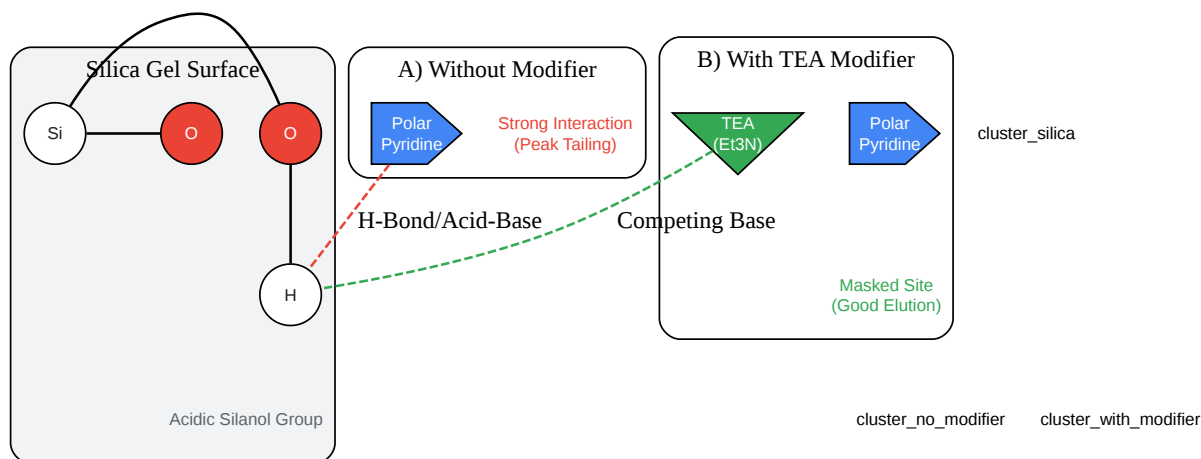 Silica Gel Surface
Si
O
O
H
Acidic Silanol Group
A) Without Modifier
Polar
Pyridine
Strong Interaction
(Peak Tailing)
H-Bond/Acid-Base
B) With TEA Modifier
TEA
(Et3N)
Polar
Pyridine
Competing Base
Masked Site
(Good Elution)
cluster_silica
cluster_no_modifier
cluster_with_modifier